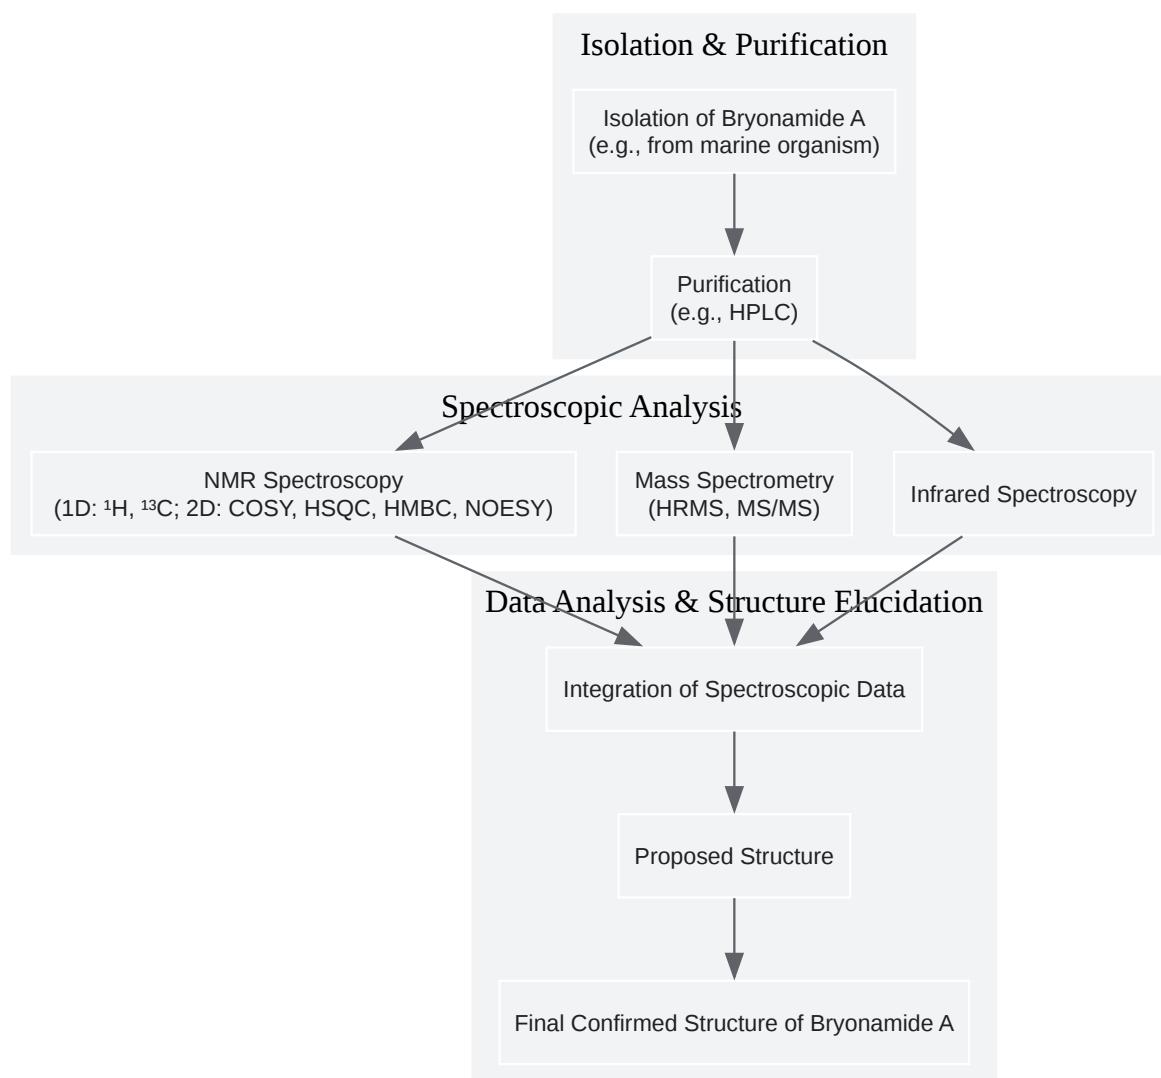 Isolation & Purification
Isolation of Bryonamide A
(e.g., from marine organism)
Purification
(e.g., HPLC)
Spectroscopic Analysis
NMR Spectroscopy
(1D: ¹H, ¹³C; 2D: COSY, HSQC, HMBC, NOESY)
Mass Spectrometry
(HRMS, MS/MS)
Infrared Spectroscopy
Data Analysis & Structure Elucidation
Integration of Spectroscopic Data
Proposed Structure
Final Confirmed Structure of Bryonamide A